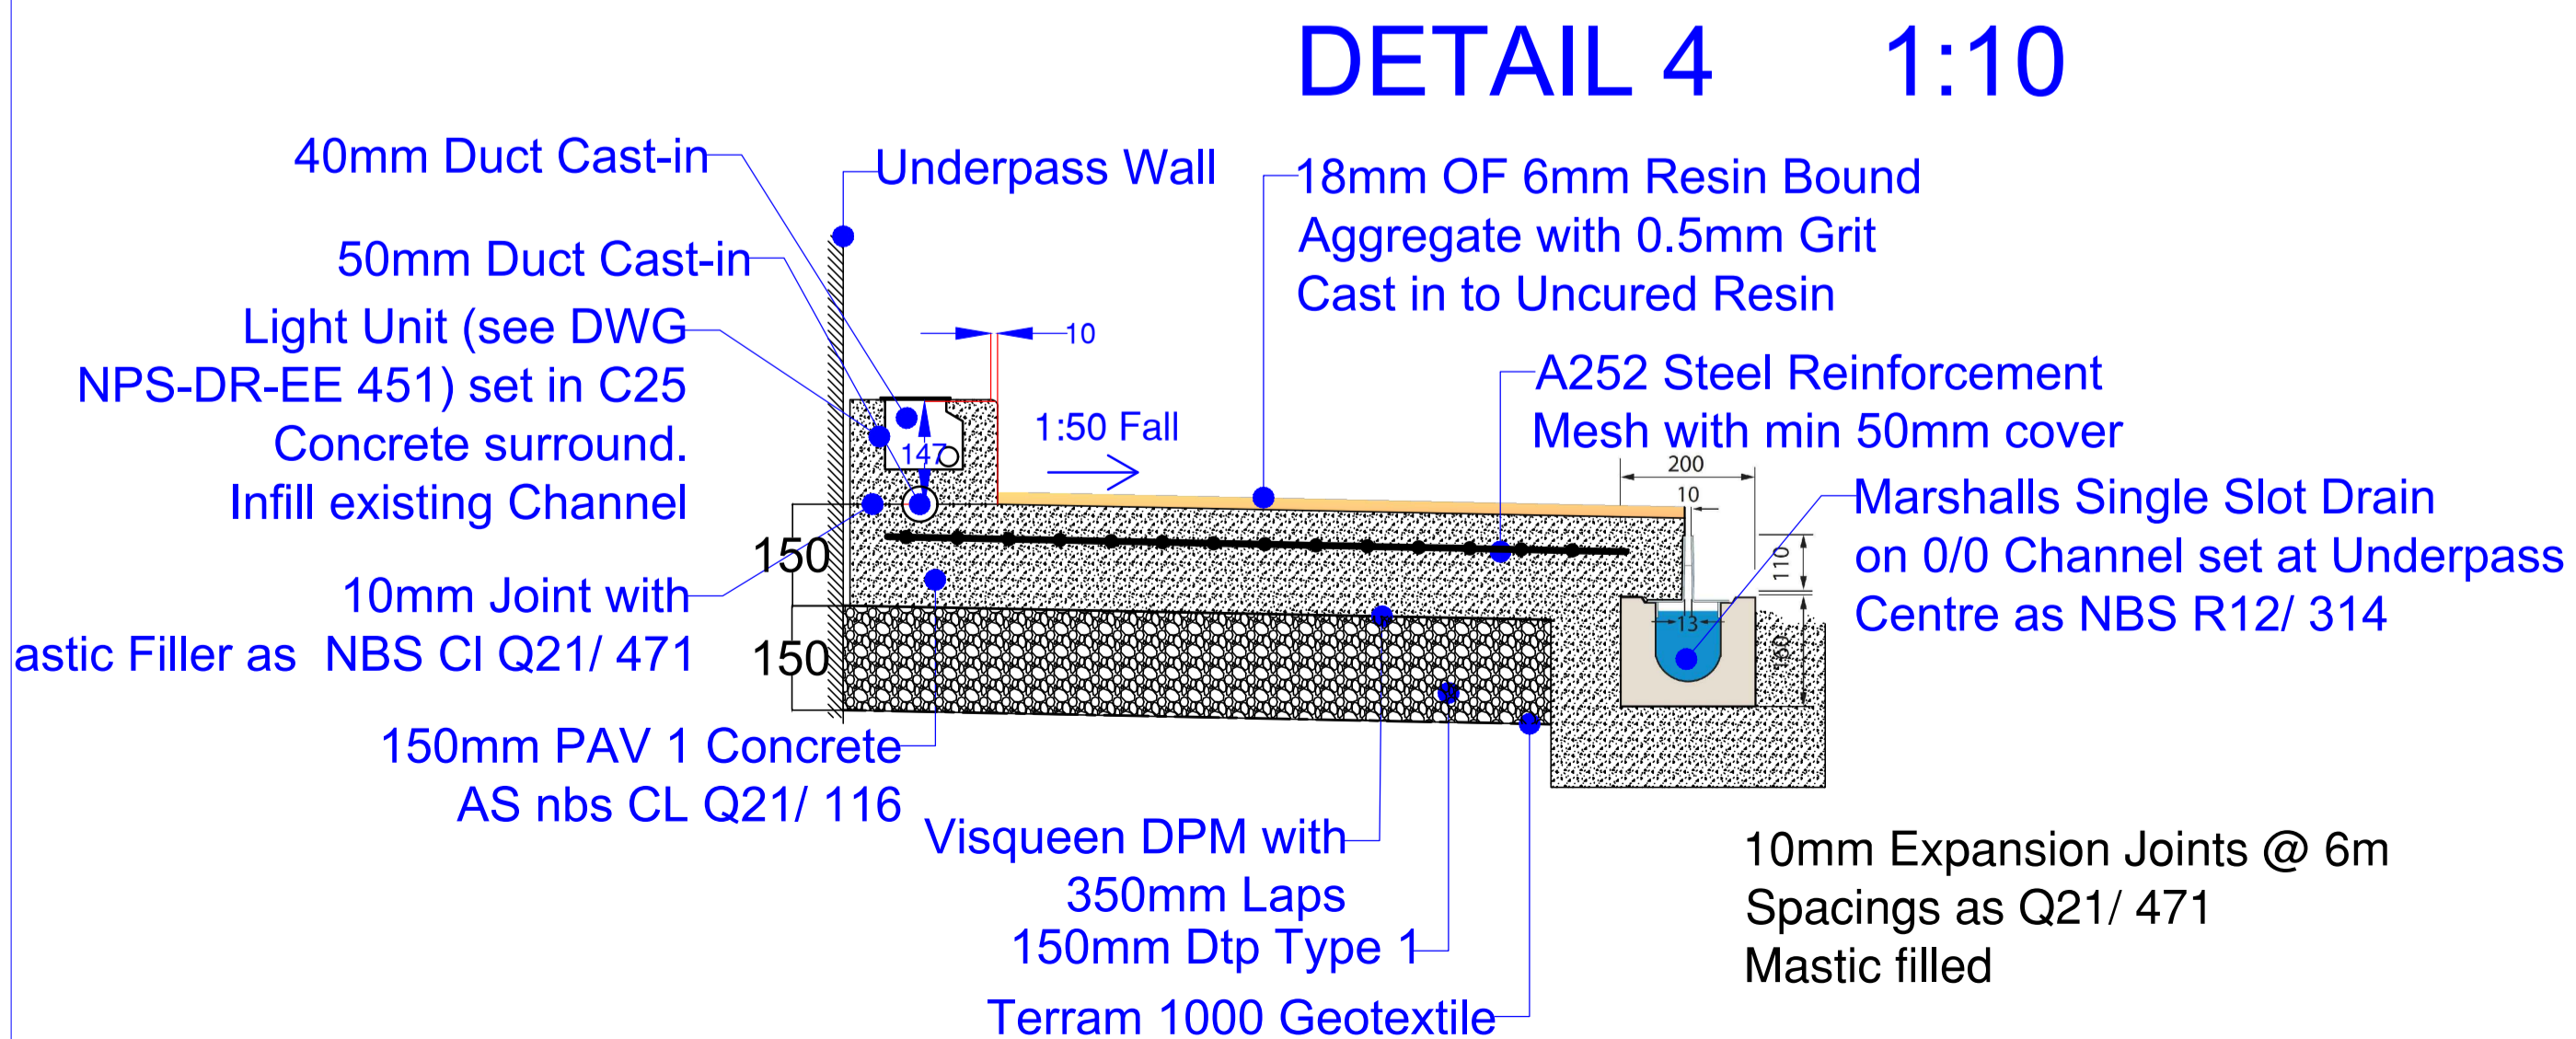 DETAIL 4 1:10
40mm Duct Cast-in
50mm Duct Cast-in
Light Unit (see DWG
NPS-DR-EE 451) set in C25
Concrete surround.
Infill existing Channel
10mm Joint with
astic Filler as NBS Cl Q21/ 471
150mm PAV 1 Concrete
AS nbs CL Q21/ 116
Underpass Wall
10
1:50 Fall
147
150
150
18mm OF 6mm Resin Bound
Aggregate with 0.5mm Grit
Cast in to Uncured Resin
A252 Steel Reinforcement
Mesh with min 50mm cover
200
10
110
13
160
Marshalls Single Slot Drain
on 0/0 Channel set at Underpass
Centre as NBS R12/ 314
Visqueen DPM with
350mm Laps
150mm Dtp Type 1
Terram 1000 Geotextile
10mm Expansion Joints @ 6m
Spacings as Q21/ 471
Mastic filled